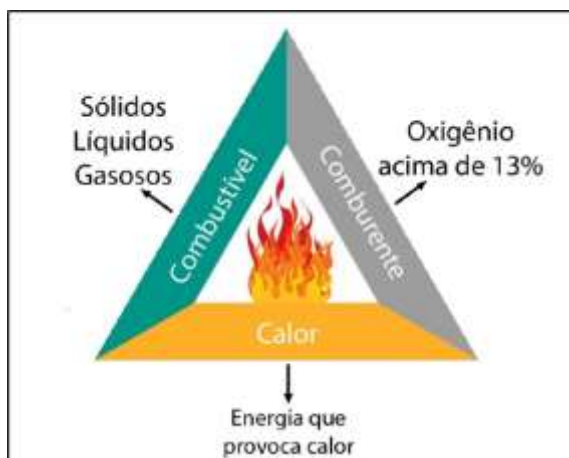 Sólidos
Líquidos
Gasosos
Combustível
Comburente
Oxigênio
acima de 13%
Calor
Energia que
provoca calor